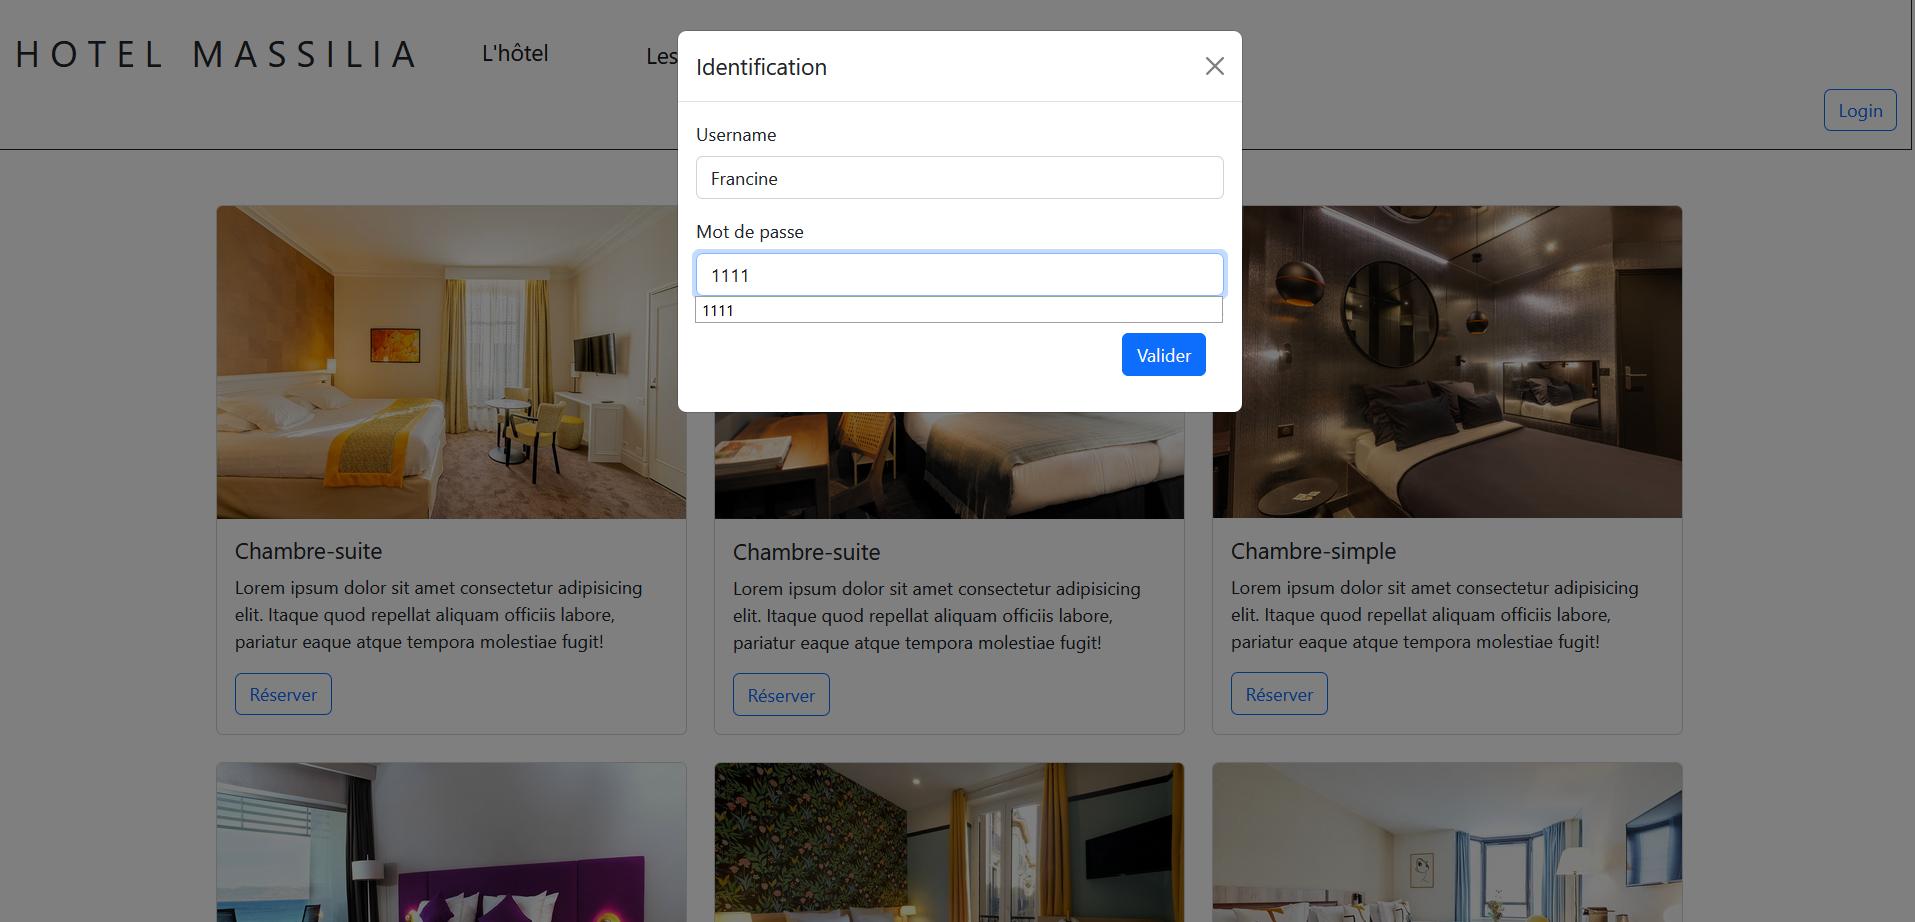 HOTEL MASSILIA
L'hôtel
Les
Login
Identification
Username
Francine
Mot de passe
1111
1111
Valider
Chambre-suite
Lorem ipsum dolor sit amet consectetur adipisicing
elit. Itaque quod repellat aliquam officiis labore,
pariatur eaque atque tempora molestiae fugit!
Réserver
Chambre-suite
Lorem ipsum dolor sit amet consectetur adipisicing
elit. Itaque quod repellat aliquam officiis labore,
pariatur eaque atque tempora molestiae fugit!
Réserver
Chambre-simple
Lorem ipsum dolor sit amet consectetur adipisicing
elit. Itaque quod repellat aliquam officiis labore,
pariatur eaque atque tempora molestiae fugit!
Réserver